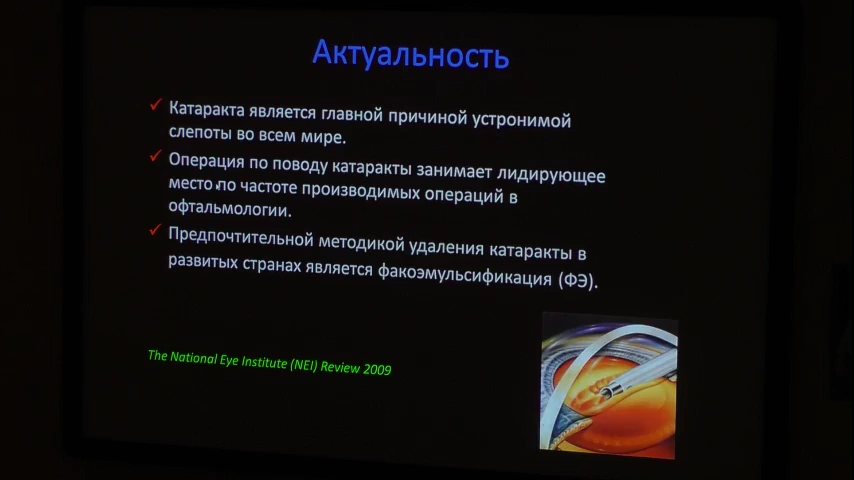 Актуальность
Катаракта является главной причиной устронимой
слепоты во всем мире.
Операция по поводу катаракты занимает лидирующее
место по частоте производимых операций в
офтальмологии.
Предпочтительной методикой удаления катаракты в
развитых странах является факоэмульсификация (ФЭ).
The National Eye Institute (NEI) Review 2009